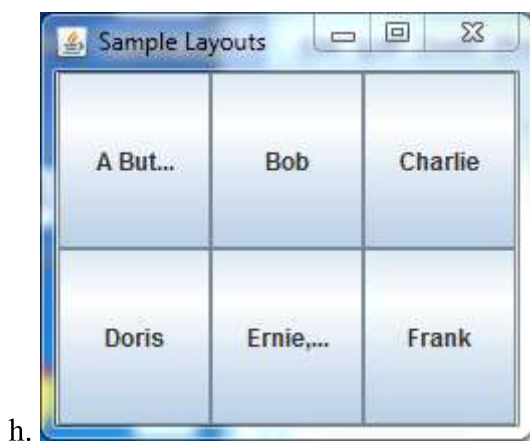 Sample Layouts
A But... Bob Charlie
Doris Ernie,... Frank
h.